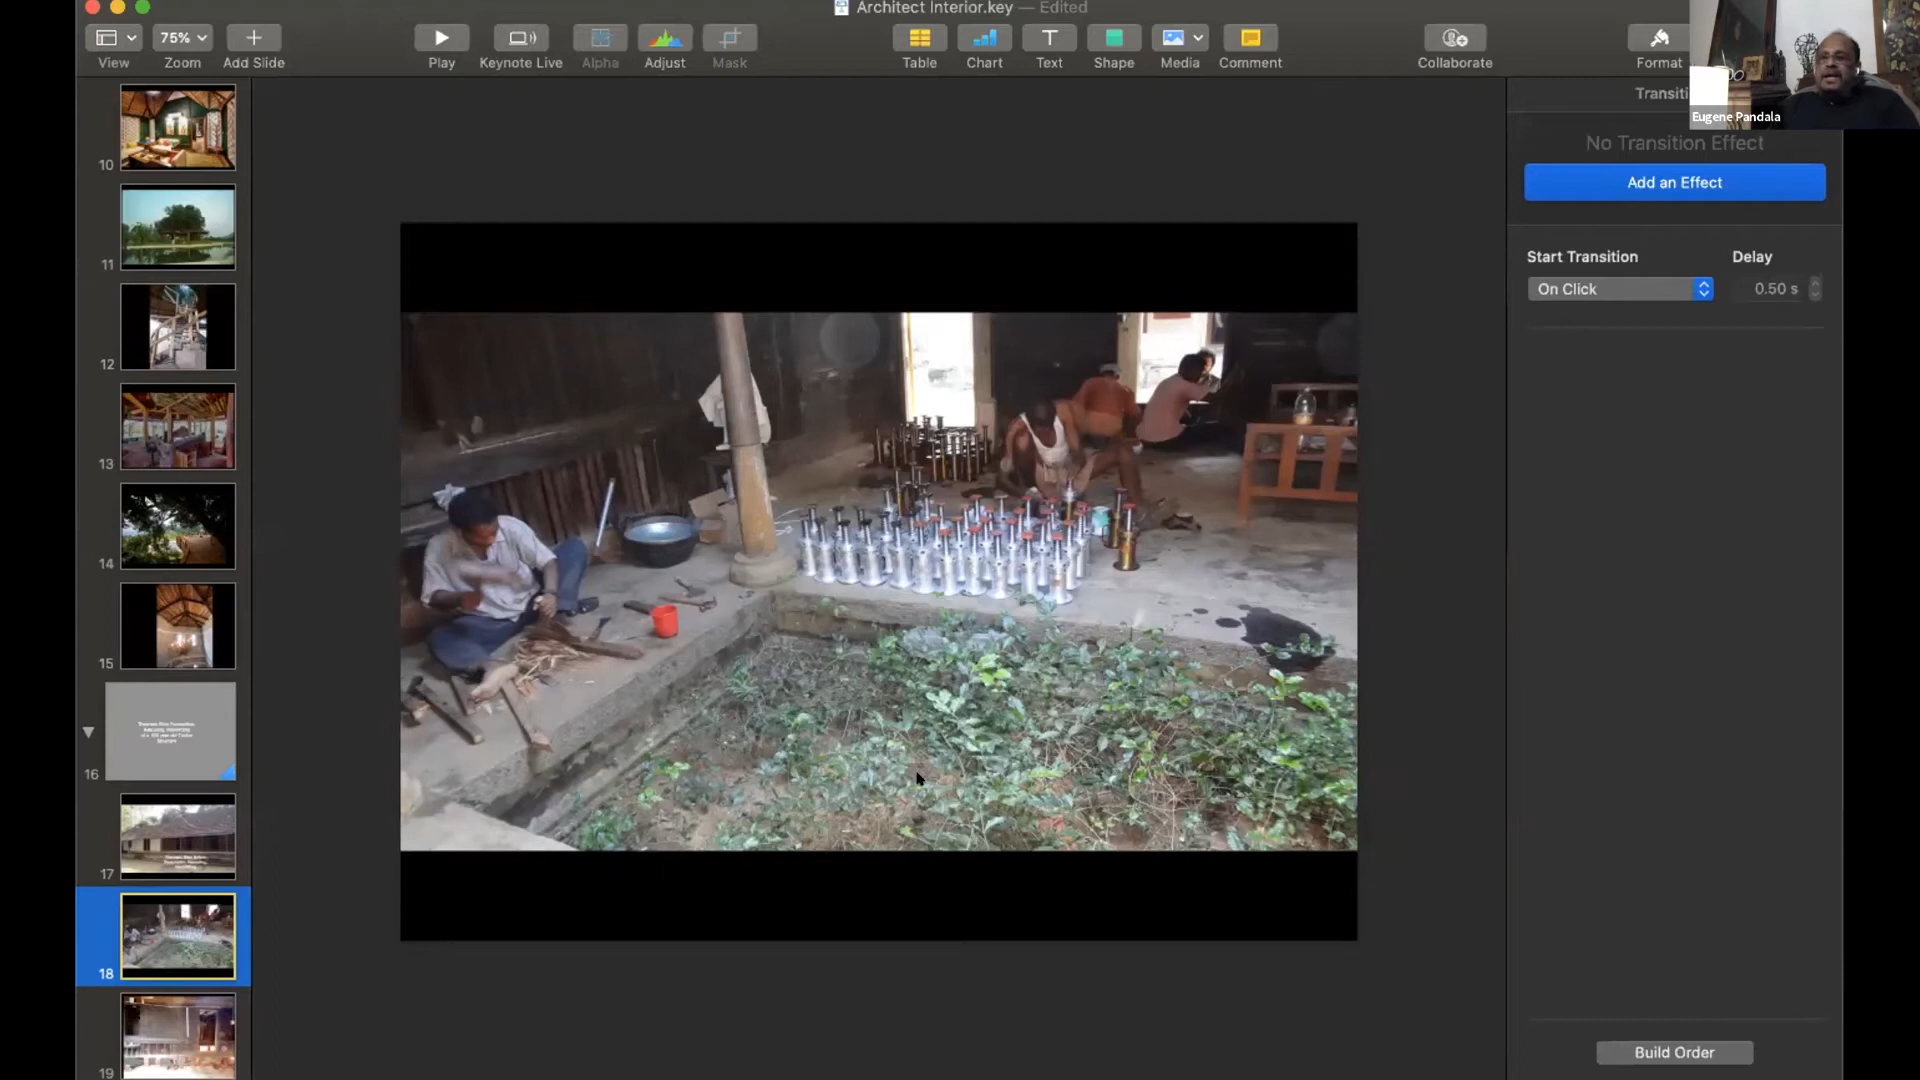 Architect Interior.key — Edited
75%
View
Zoom
Add Slide
Play
Keynote Live
Alpha
Adjust
Mask
Table
Chart
Text
Shape
Media
Comment
Collaborate
Format
Transiti
Eugene Pandala
No Transition Effect
Add an Effect
Start Transition
Delay
On Click
0.50 s
10
11
12
13
14
15
16
17
18
19
Build Order